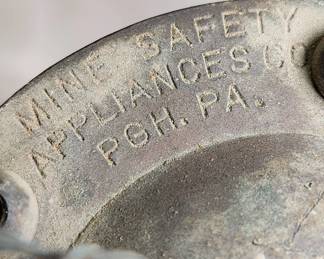 MINE SAFETY
APPLIANCES CO
PGH. PA.